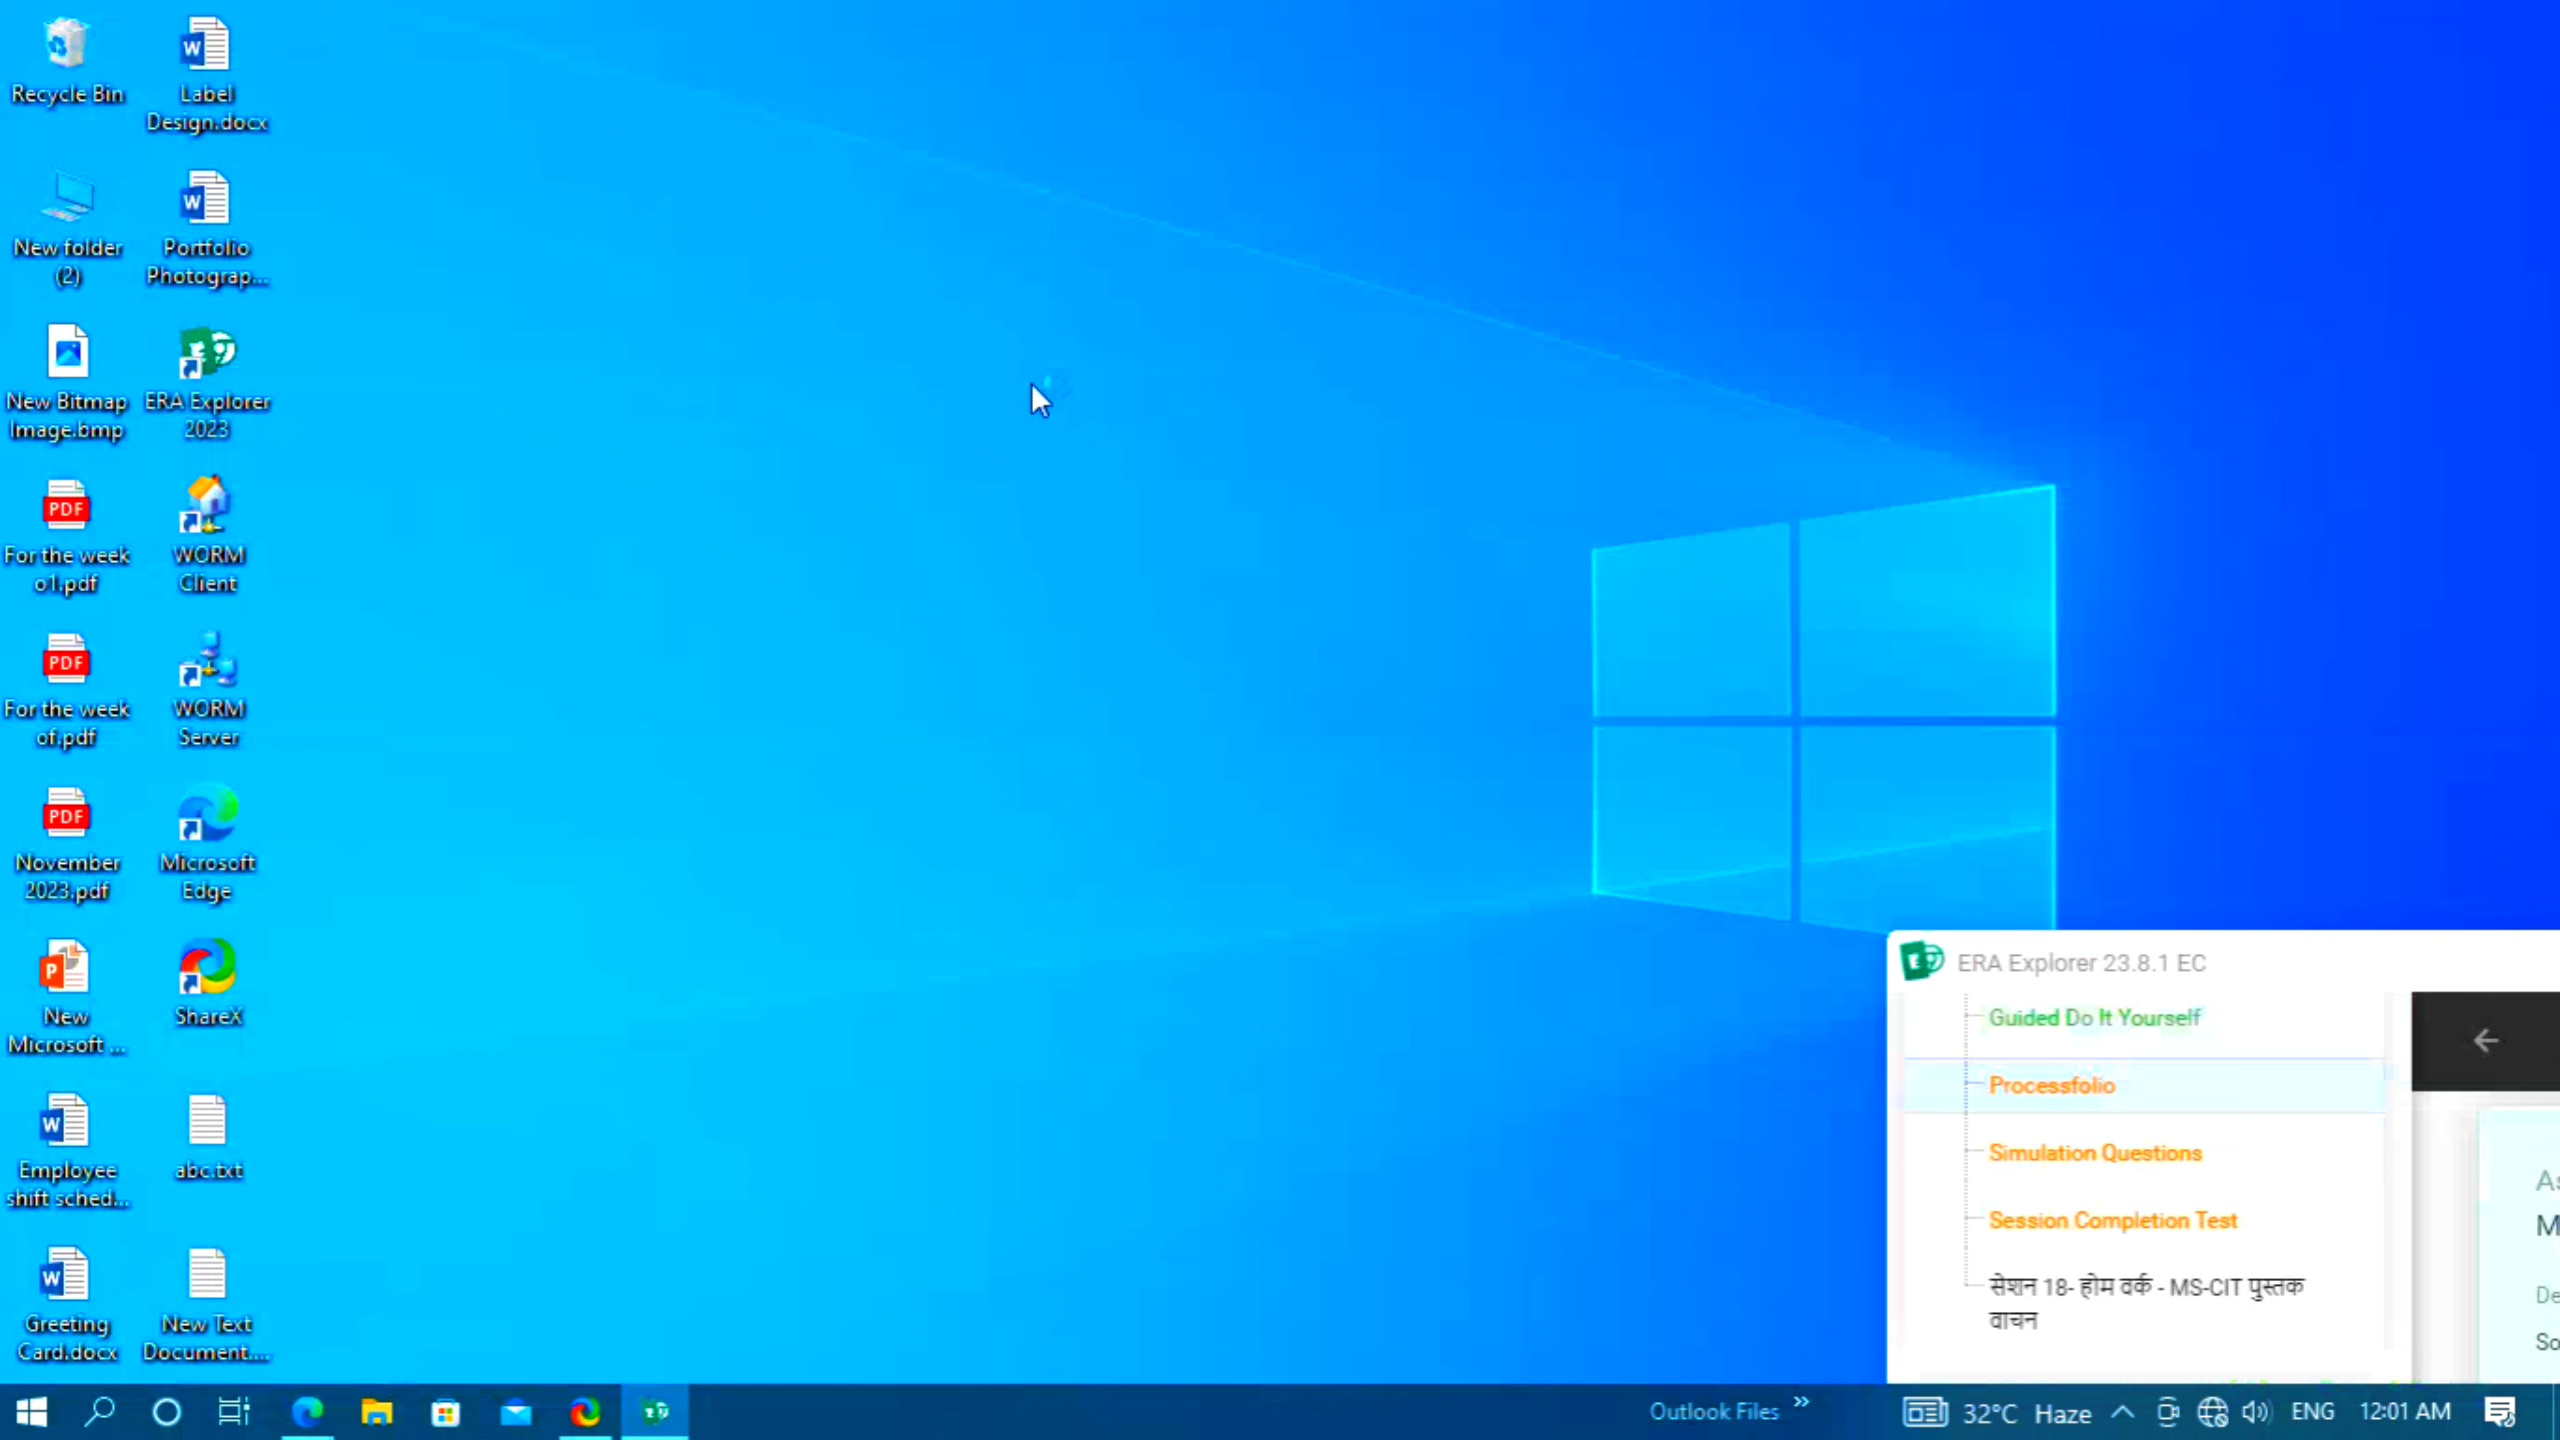 Recycle Bin
Label
Design.docx
New folder
(2)
Portfolio
Photograp...
New Bitmap
Image.bmp
ERA Explorer
2023
For the week
o1.pdf
WORM
Client
For the week
of.pdf
WORM
Server
November
2023.pdf
Microsoft
Edge
New
Microsoft ...
ShareX
Employee
shift sched...
abc.txt
Greeting
Card.docx
New Text
Document....
ERA Explorer 23.8.1 EC
Guided Do It Yourself
Processfolio
Simulation Questions
Session Completion Test
सेशन 18- होम वर्क - MS-CIT पुस्तक
वाचन
Outlook Files
32°C Haze
ENG
12:01 AM
PDF
PDF
PDF